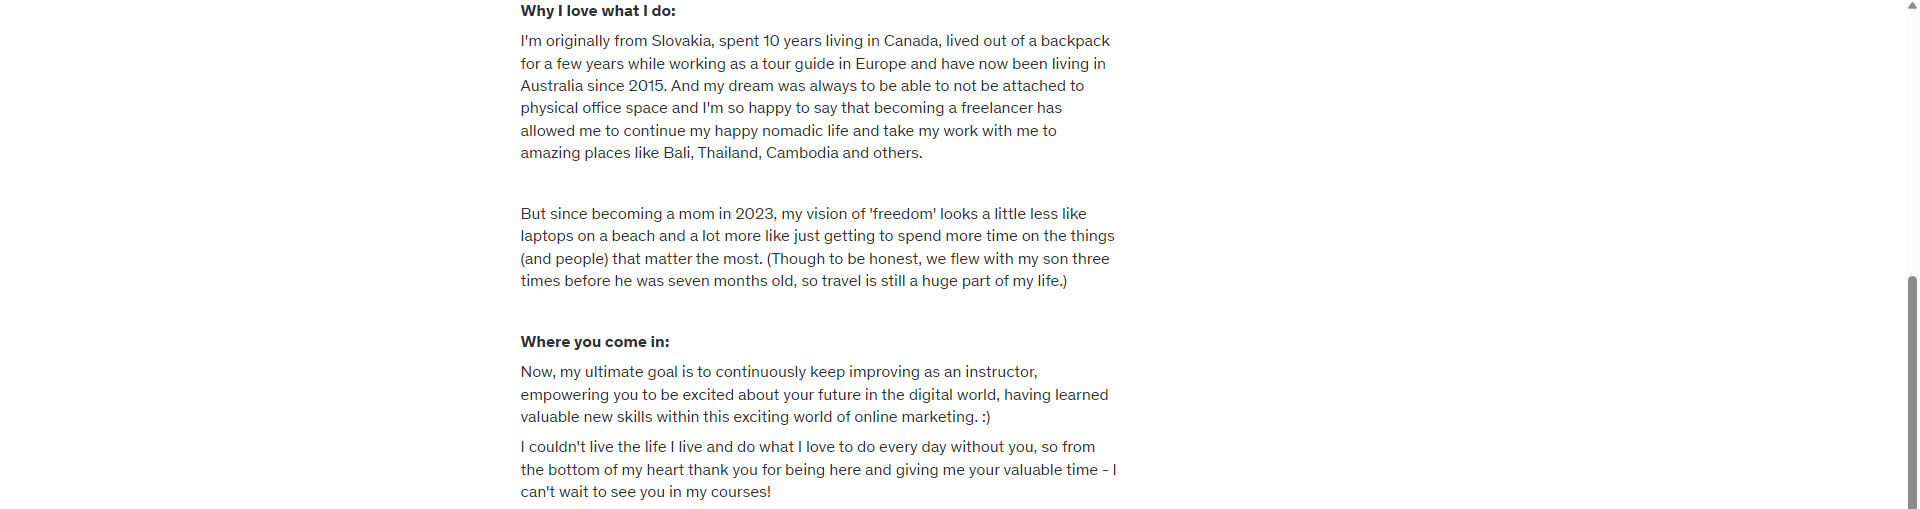 Why I love what I do:
I'm originally from Slovakia, spent 10 years living in Canada, lived out of a backpack
for a few years while working as a tour guide in Europe and have now been living in
Australia since 2015. And my dream was always to be able to not be attached to
physical office space and I'm so happy to say that becoming a freelancer has
allowed me to continue my happy nomadic life and take my work with me to
amazing places like Bali, Thailand, Cambodia and others.
But since becoming a mom in 2023, my vision of 'freedom' looks a little less like
laptops on a beach and a lot more like just getting to spend more time on the things
(and people) that matter the most. (Though to be honest, we flew with my son three
times before he was seven months old, so travel is still a huge part of my life.)
Where you come in:
Now, my ultimate goal is to continuously keep improving as an instructor,
empowering you to be excited about your future in the digital world, having learned
valuable new skills within this exciting world of online marketing. :)
I couldn't live the life I live and do what I love to do every day without you, so from
the bottom of my heart thank you for being here and giving me your valuable time - I
can't wait to see you in my courses!